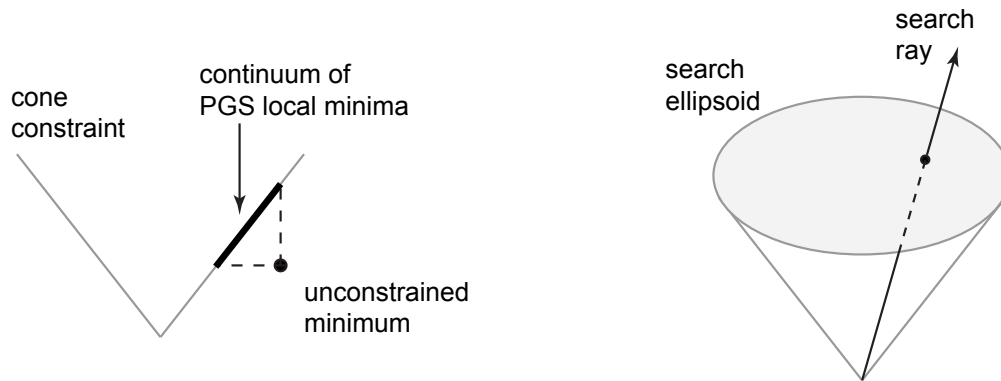 cone
constraint
continuum of
PGS local minima
unconstrained
minimum
search
ellipsoid
search
ray